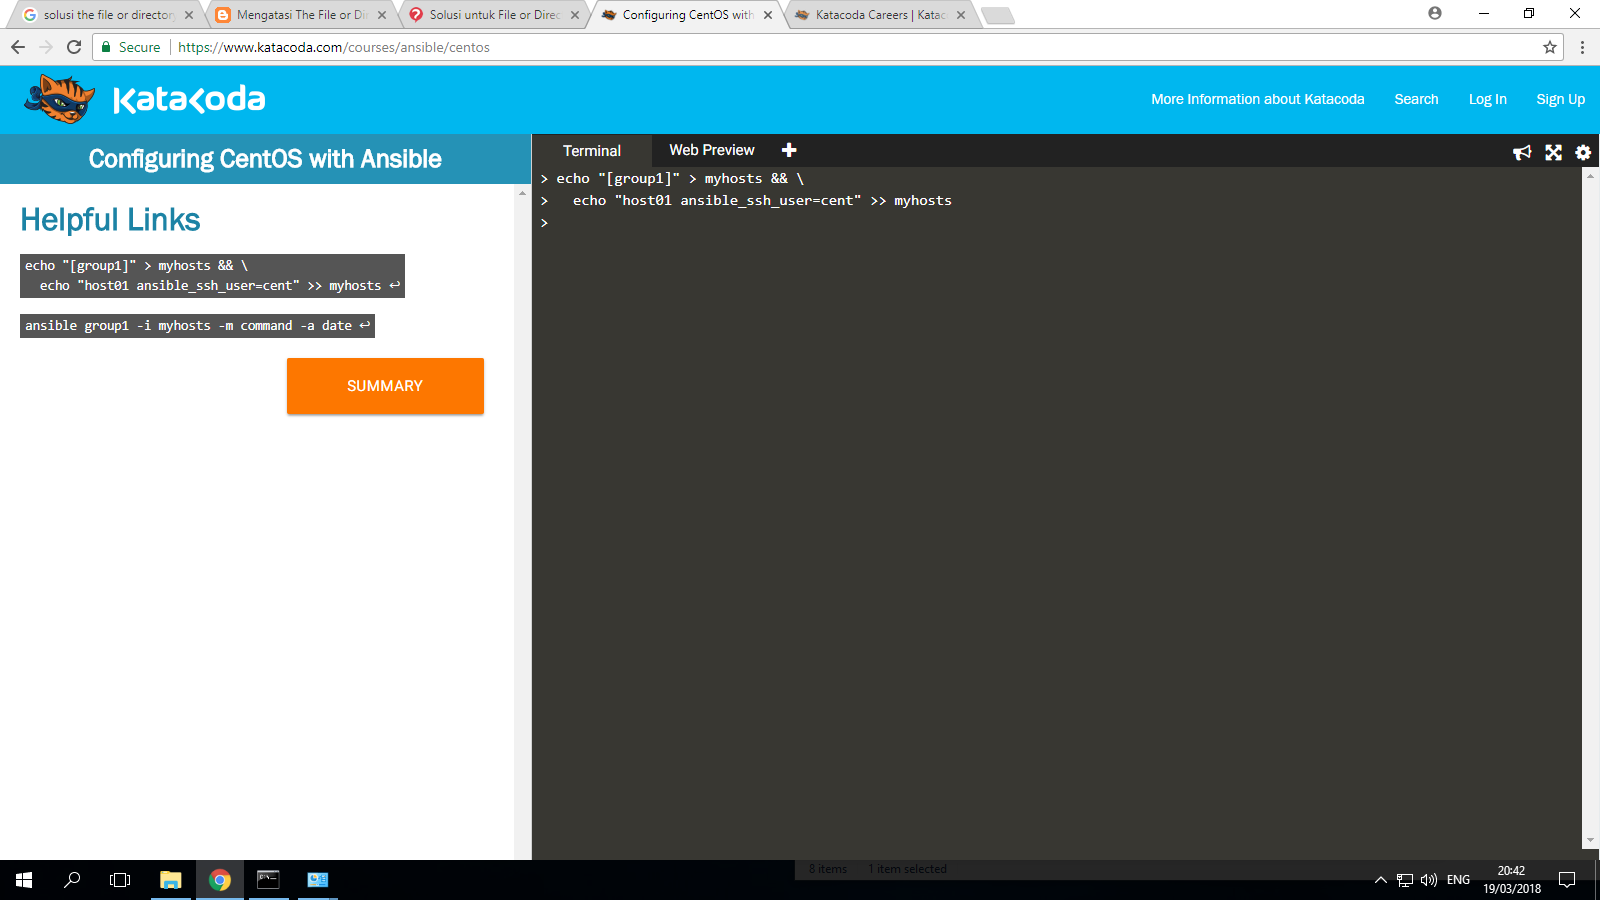 solusi the file or directory
Mengatasi The File or Di
Solusi untuk File or Direc
Configuring CentOS with
Katacoda Careers | Katac
Secure
https://www.katacoda.com/courses/ansible/centos
Katacoda
More Information about Katacoda
Search
Log In
Sign Up
Configuring CentOS with Ansible
Helpful Links
echo "[group1]" > myhosts && \
echo "host01 ansible_ssh_user=cent" >> myhosts ↩
ansible group1 -i myhosts -m command -a date ↩
SUMMARY
Terminal
Web Preview
> echo "[group1]" > myhosts && \
>   echo "host01 ansible_ssh_user=cent" >> myhosts
>
8 items
1 item selected
ENG
20:42
19/03/2018